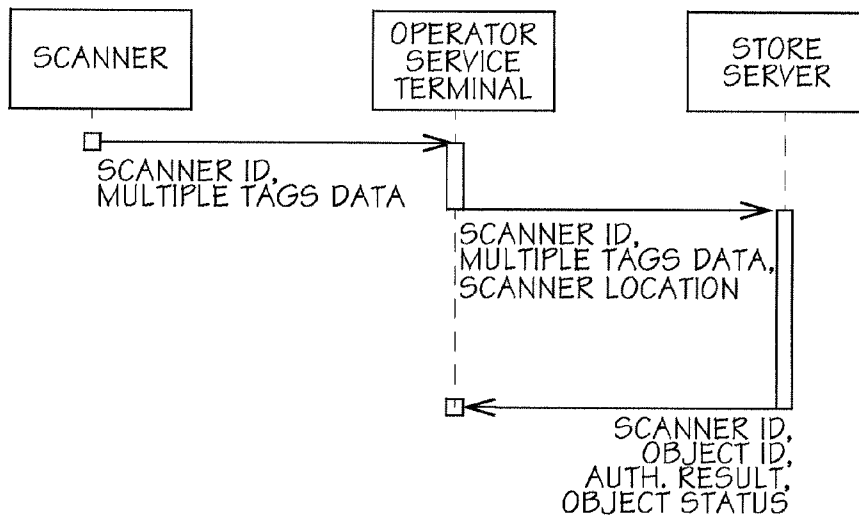 SCANNER
OPERATOR
SERVICE
TERMINAL
STORE
SERVER
SCANNER ID,
MULTIPLE TAGS DATA
SCANNER ID,
MULTIPLE TAGS DATA,
SCANNER LOCATION
SCANNER ID,
OBJECT ID,
AUTH. RESULT,
OBJECT STATUS